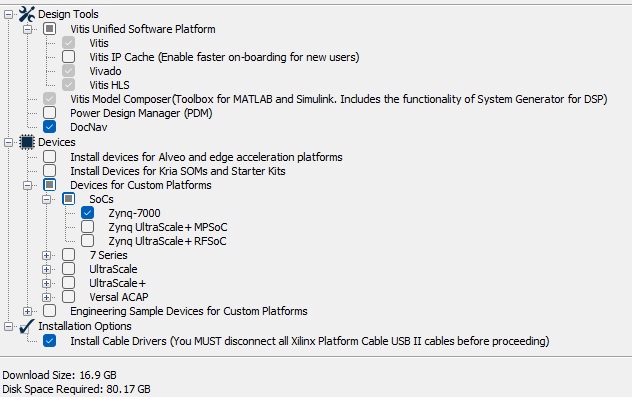 Design Tools
Vitis Unified Software Platform
Vitis
Vitis IP Cache (Enable faster on-boarding for new users)
Vivado
Vitis HLS
Vitis Model Composer(Toolbox for MATLAB and Simulink. Includes the functionality of System Generator for DSP)
Power Design Manager (PDM)
DocNav
Devices
Install devices for Alveo and edge acceleration platforms
Install Devices for Kria SOMs and Starter Kits
Devices for Custom Platforms
SoCs
Zynq-7000
Zynq UltraScale+ MPSoC
Zynq UltraScale+ RFSoC
7 Series
UltraScale
UltraScale+
Versal ACAP
Engineering Sample Devices for Custom Platforms
Installation Options
Install Cable Drivers (You MUST disconnect all Xilinx Platform Cable USB II cables before proceeding)
Download Size: 16.9 GB
Disk Space Required: 80.17 GB